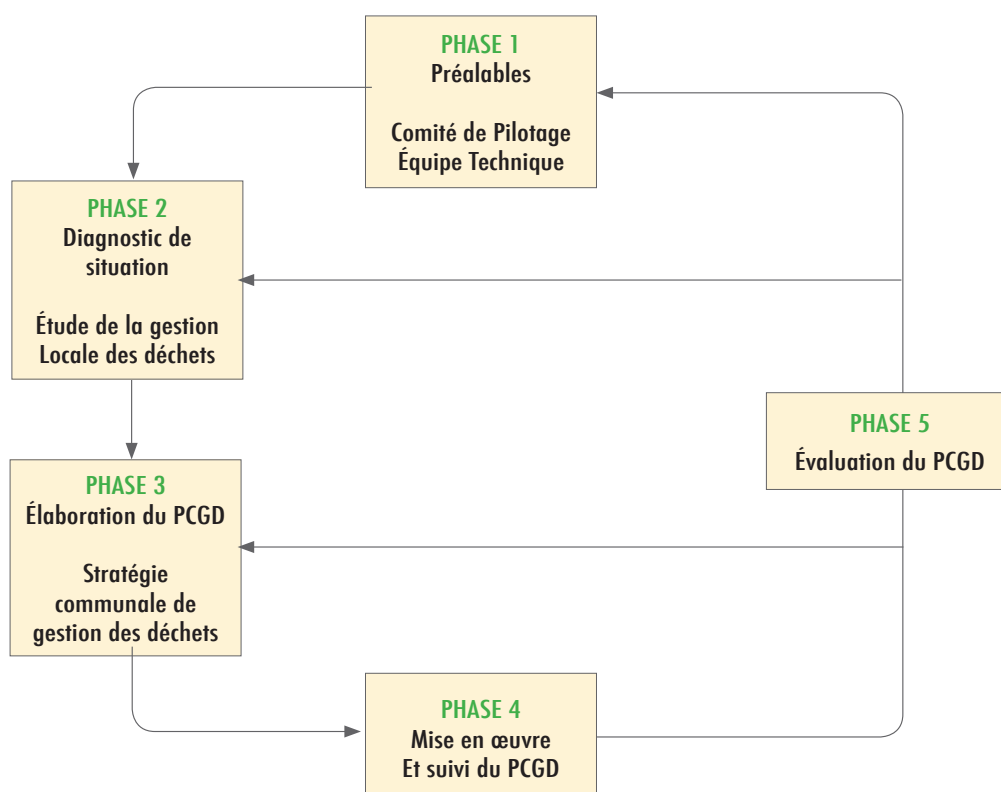 PHASE 1
Préalables
Comité de Pilotage
Équipe Technique
PHASE 2
Diagnostic de
situation
Étude de la gestion
Locale des déchets
PHASE 3
Élaboration du PCGD
Stratégie
communale de
gestion des déchets
PHASE 4
Mise en œuvre
Et suivi du PCGD
PHASE 5
Évaluation du PCGD